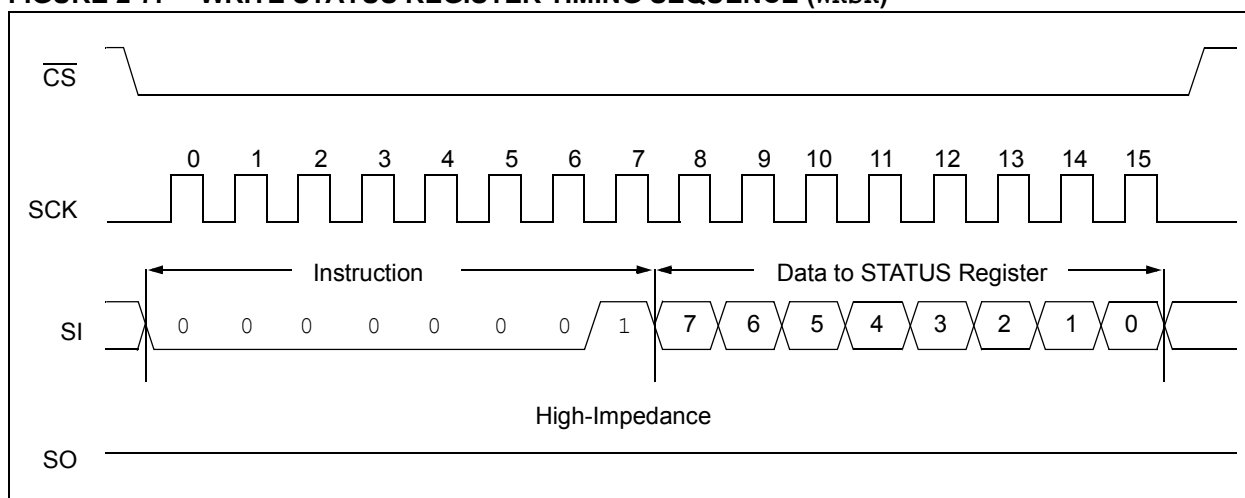 FIGURE 2-7: WRITE STATUS REGISTER TIMING SEQUENCE (WRSR)
CS
0 1 2 3 4 5 6 7 8 9 10 11 12 13 14 15
SCK
Instruction Data to STATUS Register
SI 0 0 0 0 0 0 0 1 7 6 5 4 3 2 1 0
High-Impedance
SO